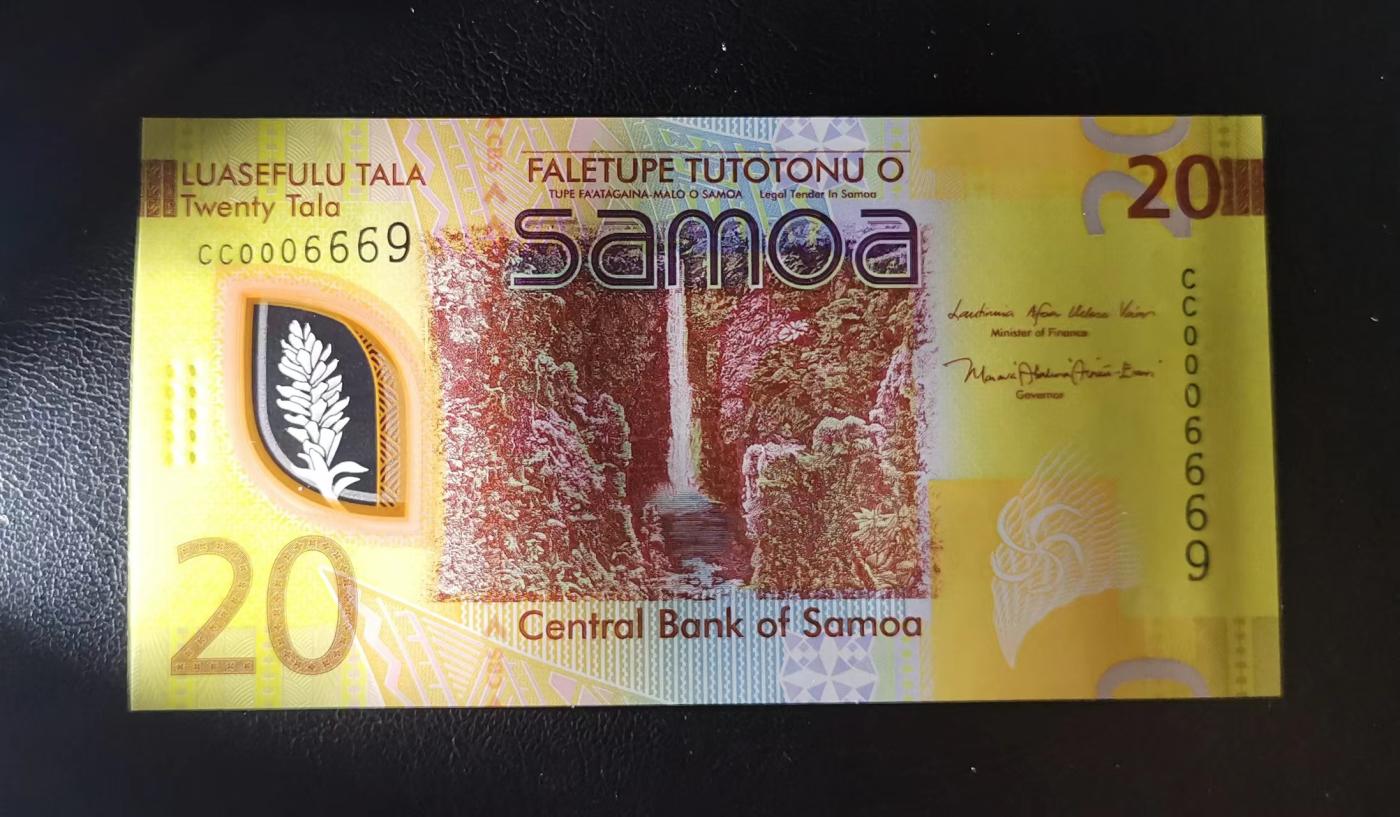 LUASEFULU TALA
Twenty Tala
CC0006669
FALETUPE TUTOTONU O
TUPE FA'ATAGAINA-MALO O SAMOA Legal Tender In Samoa
samoa
20
20
Minister of Finance
Governor
CC0006669
20
Central Bank of Samoa